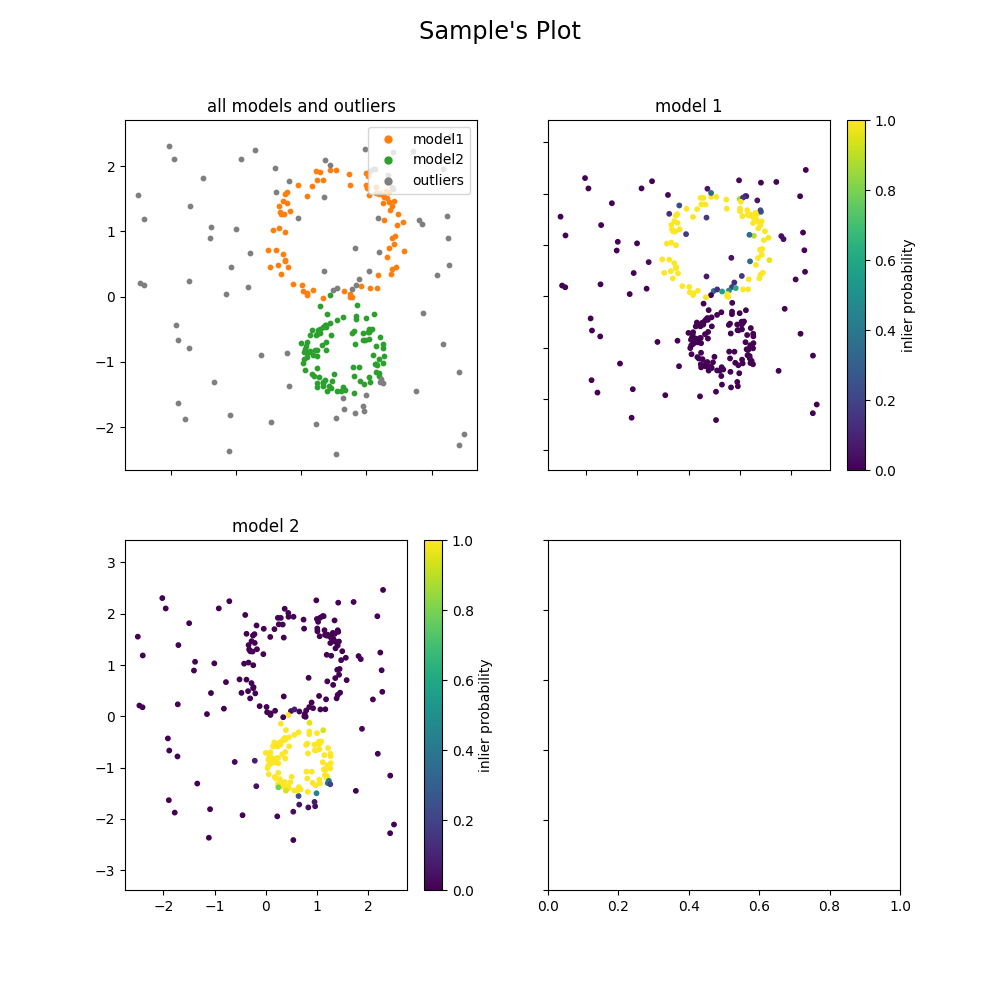 Sample's Plot
all models and outliers
model1
model2
outliers
2
1
0
−1
−2
model 1
1.0
0.8
0.6
0.4
0.2
0.0
inlier probability
model 2
3
2
1
0
−1
−2
−3
−2 −1 0 1 2
1.0
0.8
0.6
0.4
0.2
0.0
inlier probability
0.0 0.2 0.4 0.6 0.8 1.0